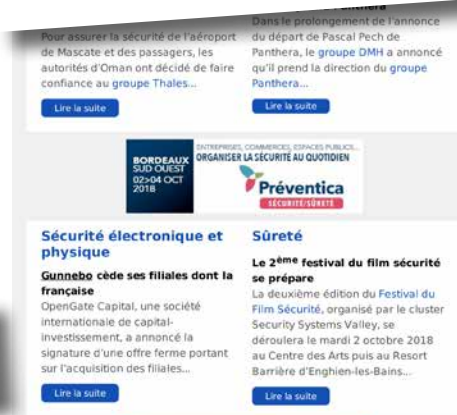 Pour assurer la sécurité de l'aéroport
de Mascate et des passagers, les
autorités d'Oman ont décidé de faire
confiance au groupe Thales...
Lire la suite
Dans le prolongement de l'annonce
du départ de Pascal Pech de
Panthera, le groupe DMH a annoncé
qu'il prend la direction du groupe
Panthera...
Lire la suite
BORDEAUX
SUD OUEST
02>04 OCT
2018
ENTREPRISES, COMMERCES, ESPACES PUBLICS...
ORGANISER LA SÉCURITÉ AU QUOTIDIEN
Préventica
SÉCURITÉ/SÛRETÉ
Sécurité électronique et
physique
Gunnebo cède ses filiales dont la
française
OpenGate Capital, une société
internationale de capital-
investissement, a annoncé la
signature d'une offre ferme portant
sur l'acquisition des filiales...
Lire la suite
Sûreté
Le 2ème festival du film sécurité
se prépare
La deuxième édition du Festival du
Film Sécurité, organisé par le cluster
Security Systems Valley, se
déroulera le mardi 2 octobre 2018
au Centre des Arts puis au Resort
Barrière d'Enghien-les-Bains...
Lire la suite